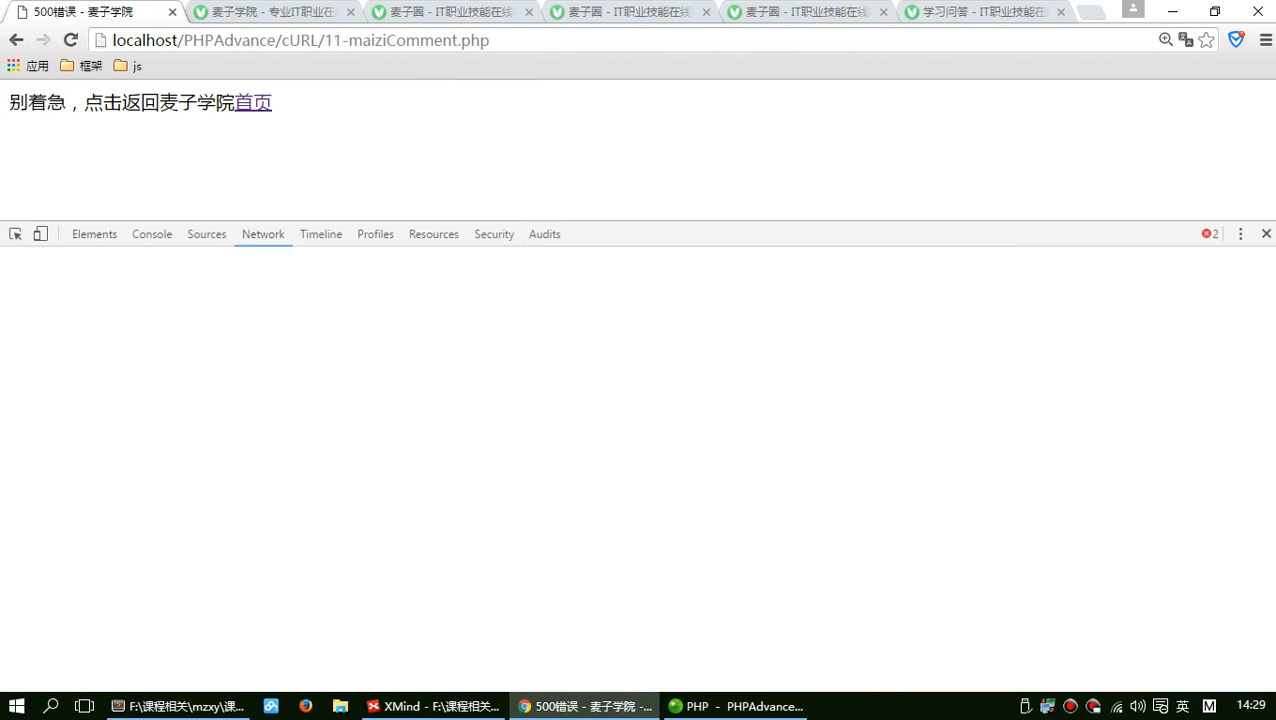 500错误 - 麦子学院
麦子学院 - 专业IT职业在
麦子圈 - IT职业技能在线
麦子圈 - IT职业技能在线
麦子圈 - IT职业技能在线
学习问答 - IT职业技能在
localhost/PHPAdvance/cURL/11-maiziComment.php
应用 框架 js
别着急，点击返回麦子学院首页
Elements Console Sources Network Timeline Profiles Resources Security Audits 2
F:\课程相关\mzxy\课... XMind - F:\课程相关... 500错误 - 麦子学院 -... PHP - PHPAdvance... 英 M 14:29